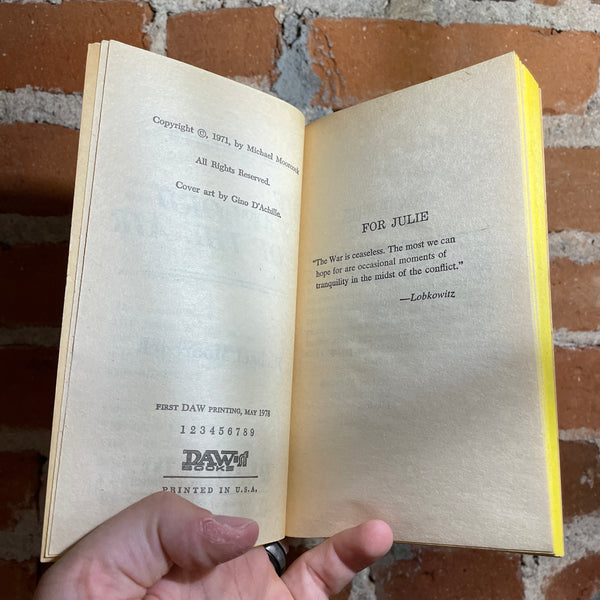 Copyright ©, 1971, by Michael Moorcock
All Rights Reserved.
Cover art by Gino D'Achille.
FIRST DAW PRINTING, MAY 1978
1 2 3 4 5 6 7 8 9
DAW sf
BOOKS
PRINTED IN U.S.A.
FOR JULIE
"The War is ceaseless. The most we can
hope for are occasional moments of
tranquility in the midst of the conflict."
—Lobkowitz